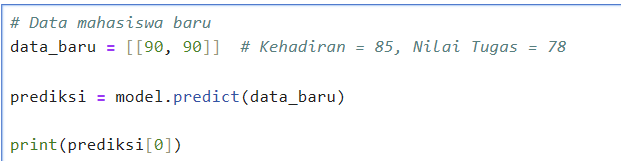 # Data mahasiswa baru
data_baru = [[90, 90]]  # Kehadiran = 85, Nilai Tugas = 78
prediksi = model.predict(data_baru)
print(prediksi[0])